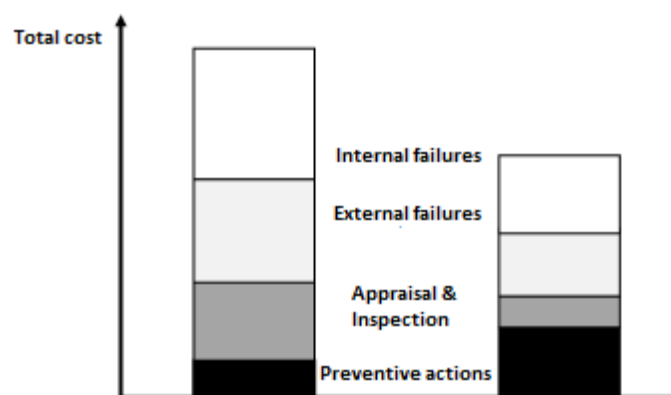 Total cost
Internal failures
External failures
Appraisal &
Inspection
Preventive actions